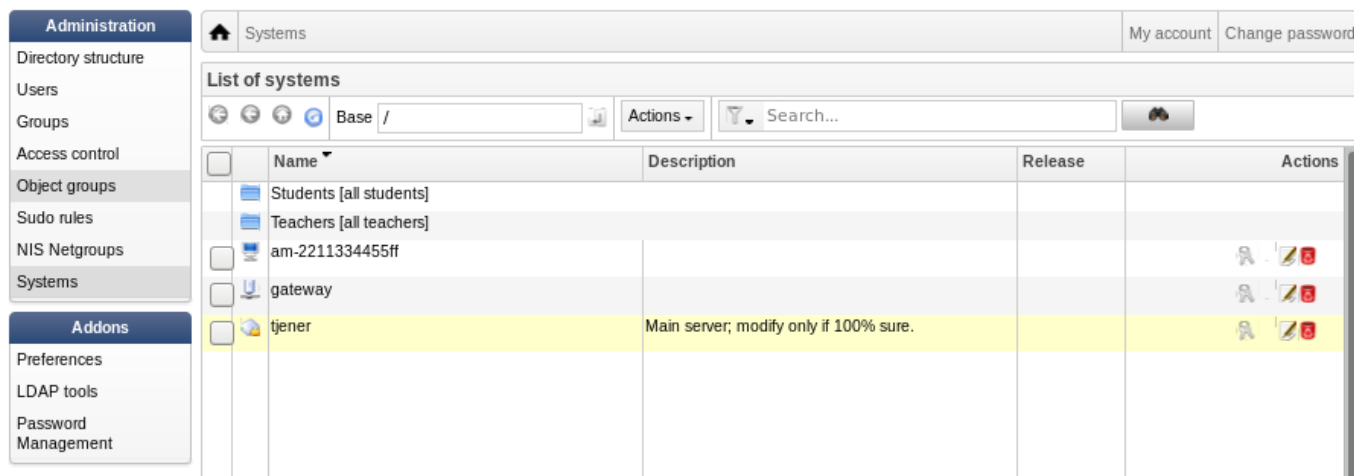 Administration
Directory structure
Users
Groups
Access control
Object groups
Sudo rules
NIS Netgroups
Systems
Addons
Preferences
LDAP tools
Password
Management
Systems
My account
Change password
List of systems
Base / Actions Search...
Name Description Release Actions
Students [all students]
Teachers [all teachers]
am-2211334455ff
gateway
tjener Main server; modify only if 100% sure.